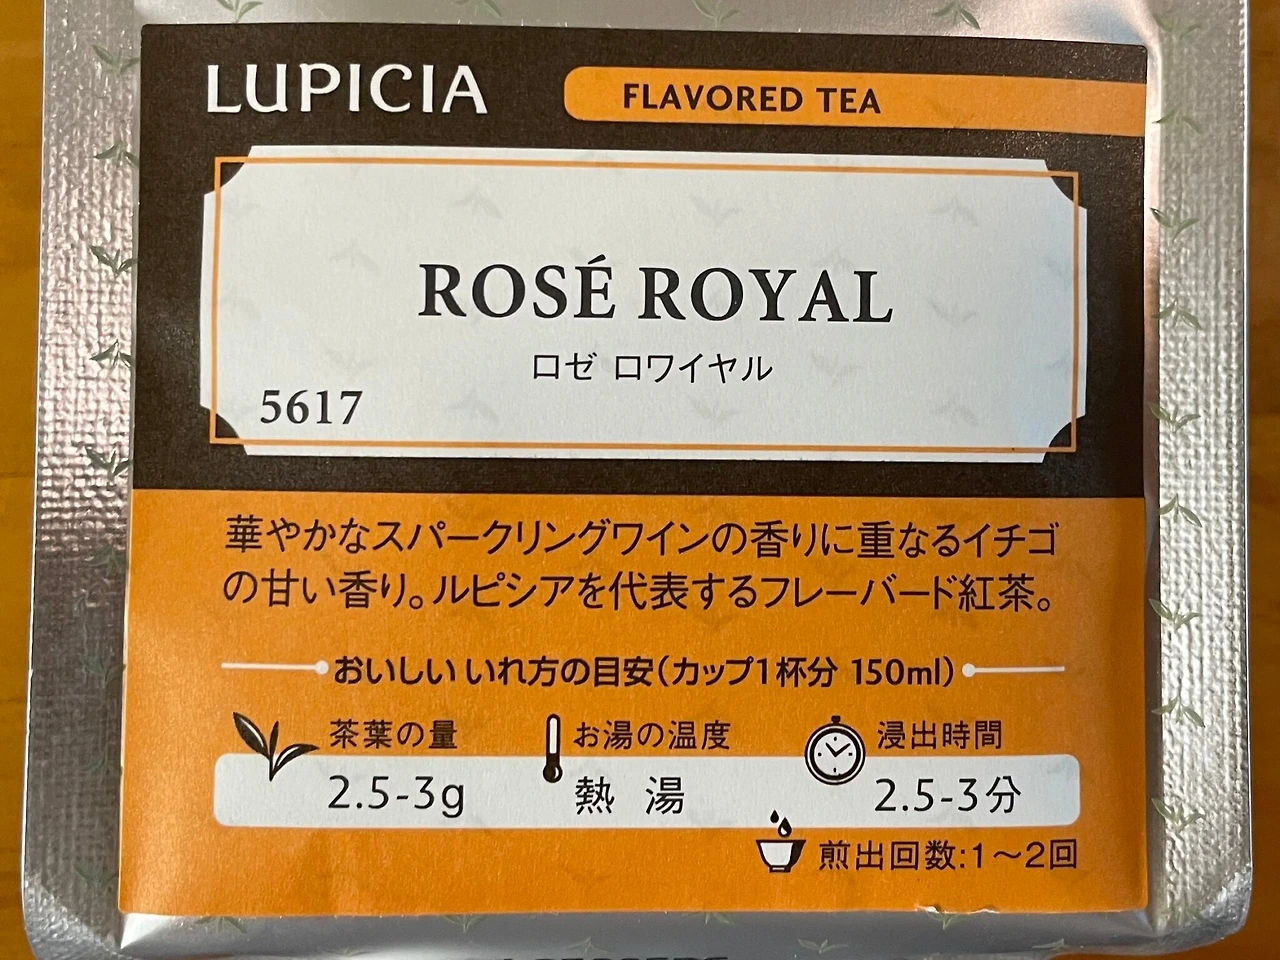 LUPICIA
FLAVORED TEA
ROSÉ ROYAL
ロゼ ロワイヤル
5617
華やかなスパークリングワインの香りに重なるイチゴ
の甘い香り。ルピシアを代表するフレーバード紅茶。
おいしい いれ方の目安(カップ1杯分 150ml)
茶葉の量 お湯の温度 浸出時間
2.5-3g 熱 湯 2.5-3分
煎出回数:1～2回